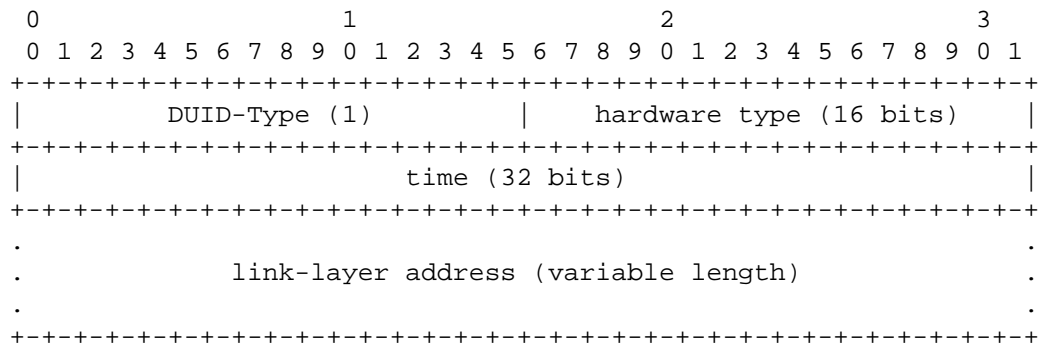 0                   1                   2                   3
 0 1 2 3 4 5 6 7 8 9 0 1 2 3 4 5 6 7 8 9 0 1 2 3 4 5 6 7 8 9 0 1
+-+-+-+-+-+-+-+-+-+-+-+-+-+-+-+-+-+-+-+-+-+-+-+-+-+-+-+-+-+-+-+-+
|         DUID-Type (1)         |    hardware type (16 bits)    |
+-+-+-+-+-+-+-+-+-+-+-+-+-+-+-+-+-+-+-+-+-+-+-+-+-+-+-+-+-+-+-+-+
|                        time (32 bits)                         |
+-+-+-+-+-+-+-+-+-+-+-+-+-+-+-+-+-+-+-+-+-+-+-+-+-+-+-+-+-+-+-+-+
.                                                               .
.             link-layer address (variable length)              .
.                                                               .
+-+-+-+-+-+-+-+-+-+-+-+-+-+-+-+-+-+-+-+-+-+-+-+-+-+-+-+-+-+-+-+-+